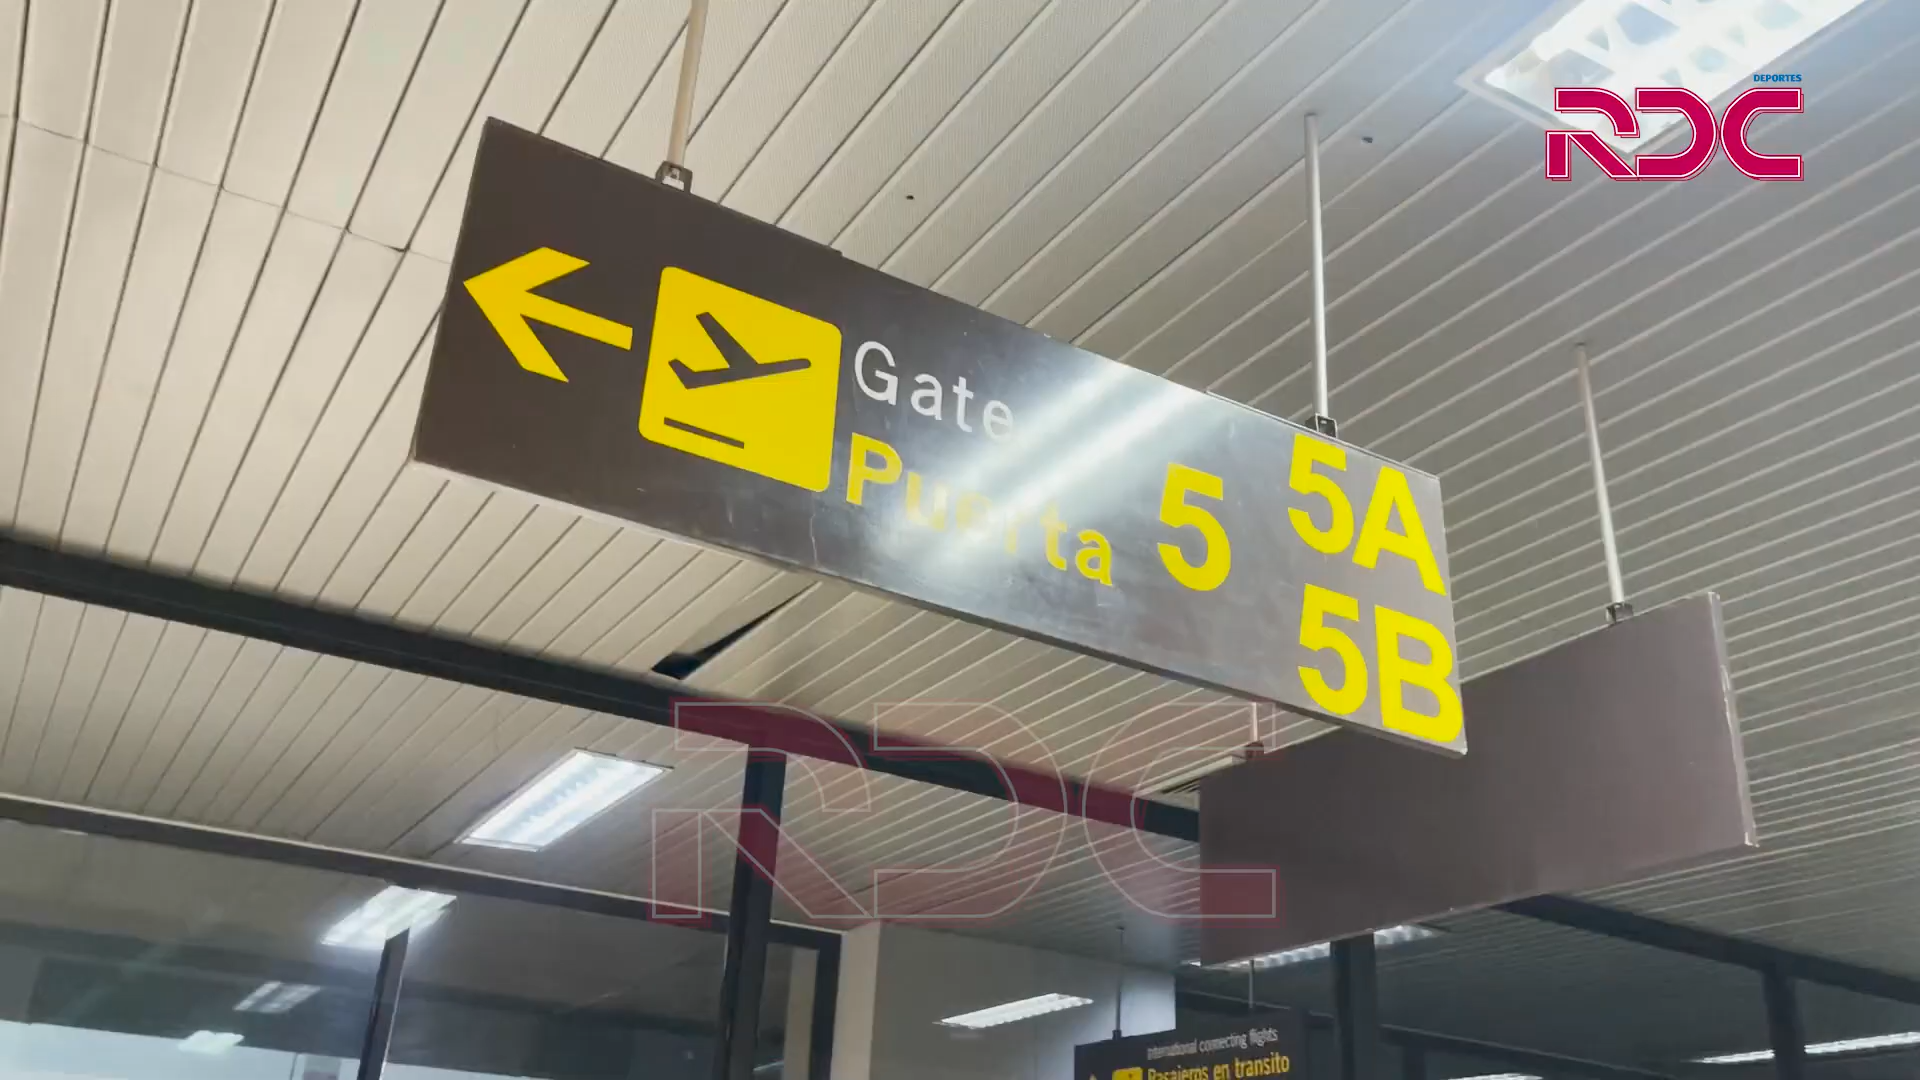 DEPORTES
RDC
Gate
Puerta 5
5A
5B
RDC
International connecting flights
Pasajeros en transito